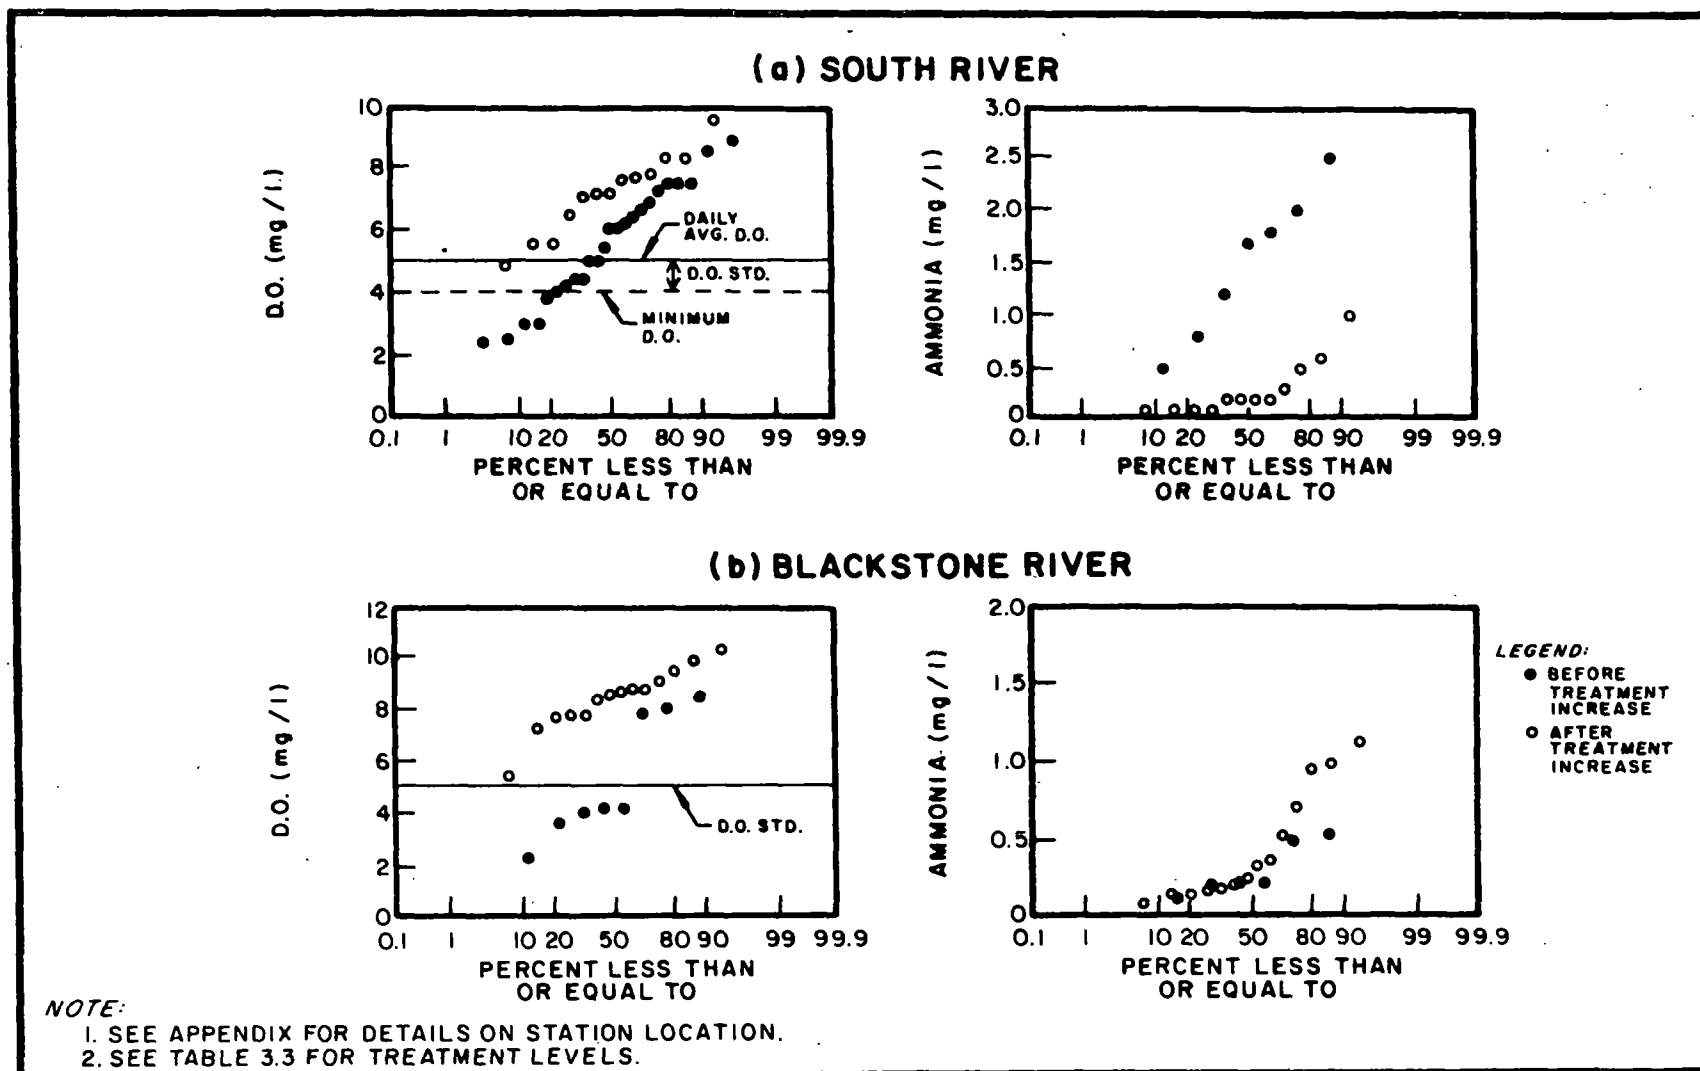 (a) SOUTH RIVER
10
8
6
4
2
0
D.O. (mg/l)
DAILY
AVG. D.O.
D.O. STD.
MINIMUM
D.O.
0.1 1 10 20 50 80 90 99 99.9
PERCENT LESS THAN
OR EQUAL TO
3.0
2.5
2.0
1.5
1.0
0.5
0
AMMONIA (mg/l)
0.1 1 10 20 50 80 90 99 99.9
PERCENT LESS THAN
OR EQUAL TO
(b) BLACKSTONE RIVER
12
10
8
6
4
2
0
D.O. (mg/l)
D.O. STD.
0.1 1 10 20 50 80 90 99 99.9
PERCENT LESS THAN
OR EQUAL TO
2.0
1.5
1.0
0.5
0
AMMONIA (mg/l)
0.1 1 10 20 50 80 90 99 99.9
PERCENT LESS THAN
OR EQUAL TO
LEGEND:
BEFORE
TREATMENT
INCREASE
AFTER
TREATMENT
INCREASE
NOTE:
1. SEE APPENDIX FOR DETAILS ON STATION LOCATION.
2. SEE TABLE 3.3 FOR TREATMENT LEVELS.